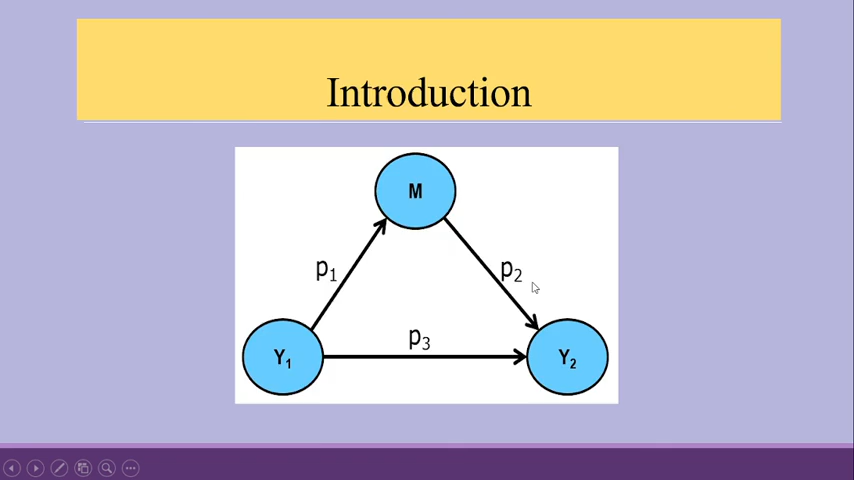 Introduction
M
p₁
p₂
p₃
Y₁
Y₂